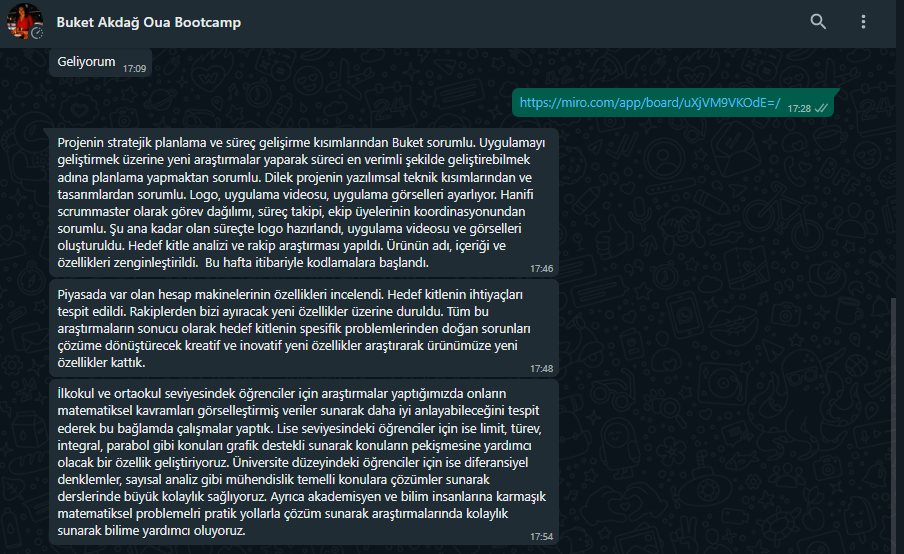 Buket Akdağ Oua Bootcamp
Geliyorum 17:09
https://miro.com/app/board/uXjVM9VKOdE=/ 17:28
Projenin stratejik planlama ve süreç gelişirme kısımlarından Buket sorumlu. Uygulamayı
geliştirmek üzerine yeni araştırmalar yaparak süreci en verimli şekilde geliştirebilmek
adına planlama yapmaktan sorumlu. Dilek projenin yazılımsal teknik kısımlarından ve
tasarımlardan sorumlu. Logo, uygulama videosu, uygulama görselleri ayarlıyor. Hanifi
scrummaster olarak görev dağılımı, süreç takipi, ekip üyelerinin koordinasyonundan
sorumlu. Şu ana kadar olan süreçte logo hazırlandı, uygulama videosu ve görselleri
oluşturuldu. Hedef kitle analizi ve rakip araştırması yapıldı. Ürünün adı, içeriği ve
özellikleri zenginleştirildi.  Bu hafta itibariyle kodlamalara başlandı.
17:46
Piyasada var olan hesap makinelerinin özellikleri incelendi. Hedef kitlenin ihtiyaçları
tespit edildi. Rakiplerden bizi ayıracak yeni özellikler üzerine duruldu. Tüm bu
araştırmaların sonucu olarak hedef kitlenin spesifik problemlerinden doğan sorunları
çözüme dönüştürecek kreatif ve inovatif yeni özellikler araştırarak ürünümüze yeni
özellikler kattık.
17:48
İlkokul ve ortaokul seviyesindek öğrenciler için araştırmalar yaptığımızda onların
matematiksel kavramları görselleştirmiş veriler sunarak daha iyi anlayabileceğini tespit
ederek bu bağlamda çalışmalar yaptık. Lise seviyesindeki öğrenciler için ise limit, türev,
integral, parabol gibi konuları grafik destekli sunarak konuların pekişmesine yardımcı
olacak bir özellik geliştiriyoruz. Üniversite düzeyindeki öğrenciler için ise diferansiyel
denklemler, sayısal analiz gibi mühendislik temelli konulara çözümler sunarak
derslerinde büyük kolaylık sağlıyoruz. Ayrıca akademisyen ve bilim insanlarına karmaşık
matematiksel problemelri pratik yollarla çözüm sunarak araştırmalarında kolaylık
sunarak bilime yardımcı oluyoruz.
17:54